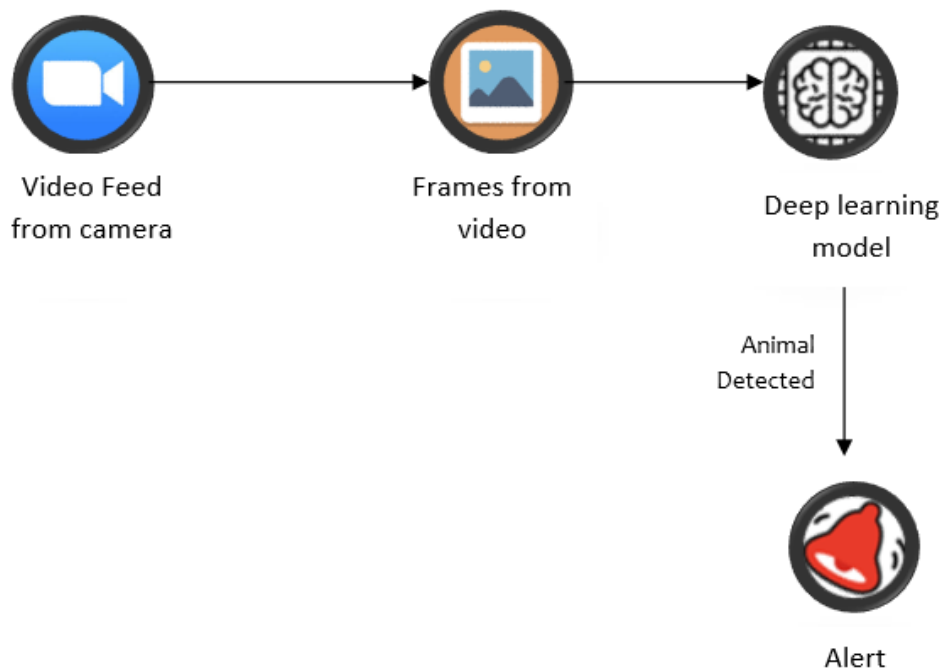 Video Feed
from camera
Frames from
video
Deep learning
model
Animal
Detected
Alert